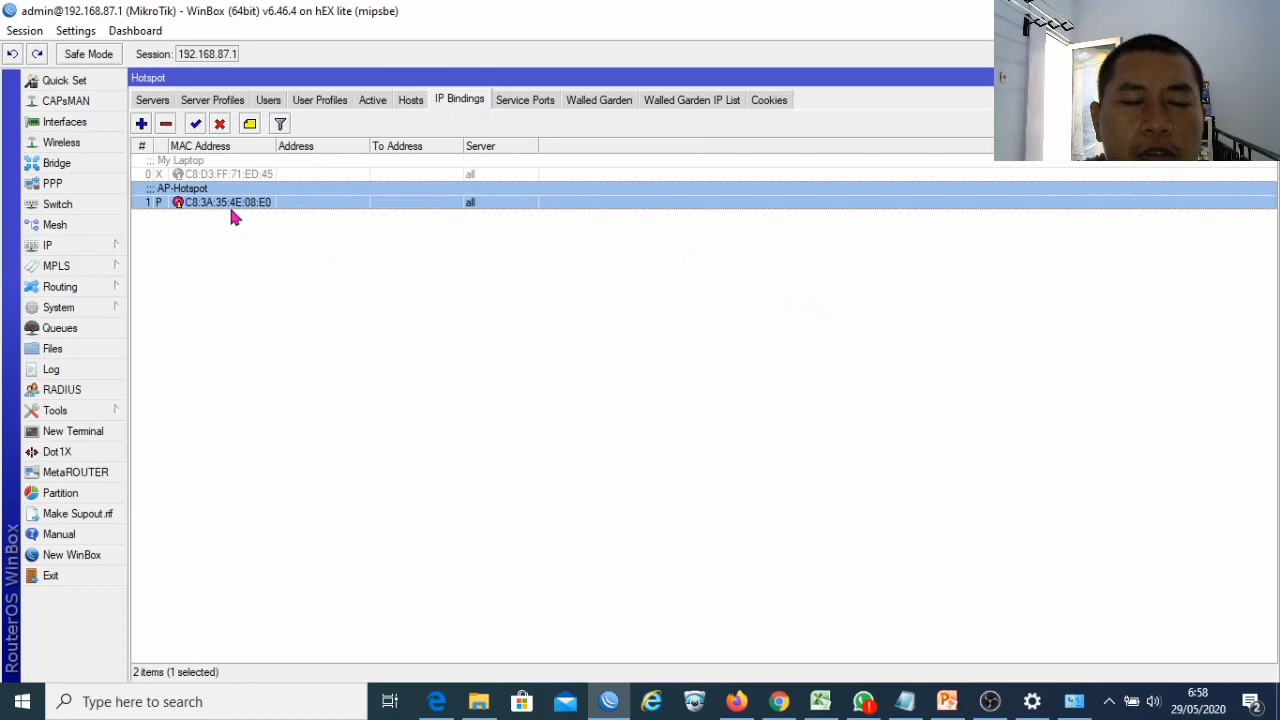 admin@192.168.87.1 (MikroTik) - WinBox (64bit) v6.46.4 on hEX lite (mipsbe)
Session Settings Dashboard
Safe Mode Session: 192.168.87.1
Hotspot
Servers Server Profiles Users User Profiles Active Hosts IP Bindings Service Ports Walled Garden Walled Garden IP List Cookies
# MAC Address Address To Address Server
;;; My Laptop
0 X C8:D3:FF:71:ED:45 all
;;; AP-Hotspot
1 P C8:3A:35:4E:08:E0 all
Quick Set
CAPsMAN
Interfaces
Wireless
Bridge
PPP
Switch
Mesh
IP
MPLS
Routing
System
Queues
Files
Log
RADIUS
Tools
New Terminal
Dot1X
MetaROUTER
Partition
Make Supout.rif
Manual
New WinBox
Exit
RouterOS WinBox
2 items (1 selected)
Type here to search
6:58
29/05/2020
2